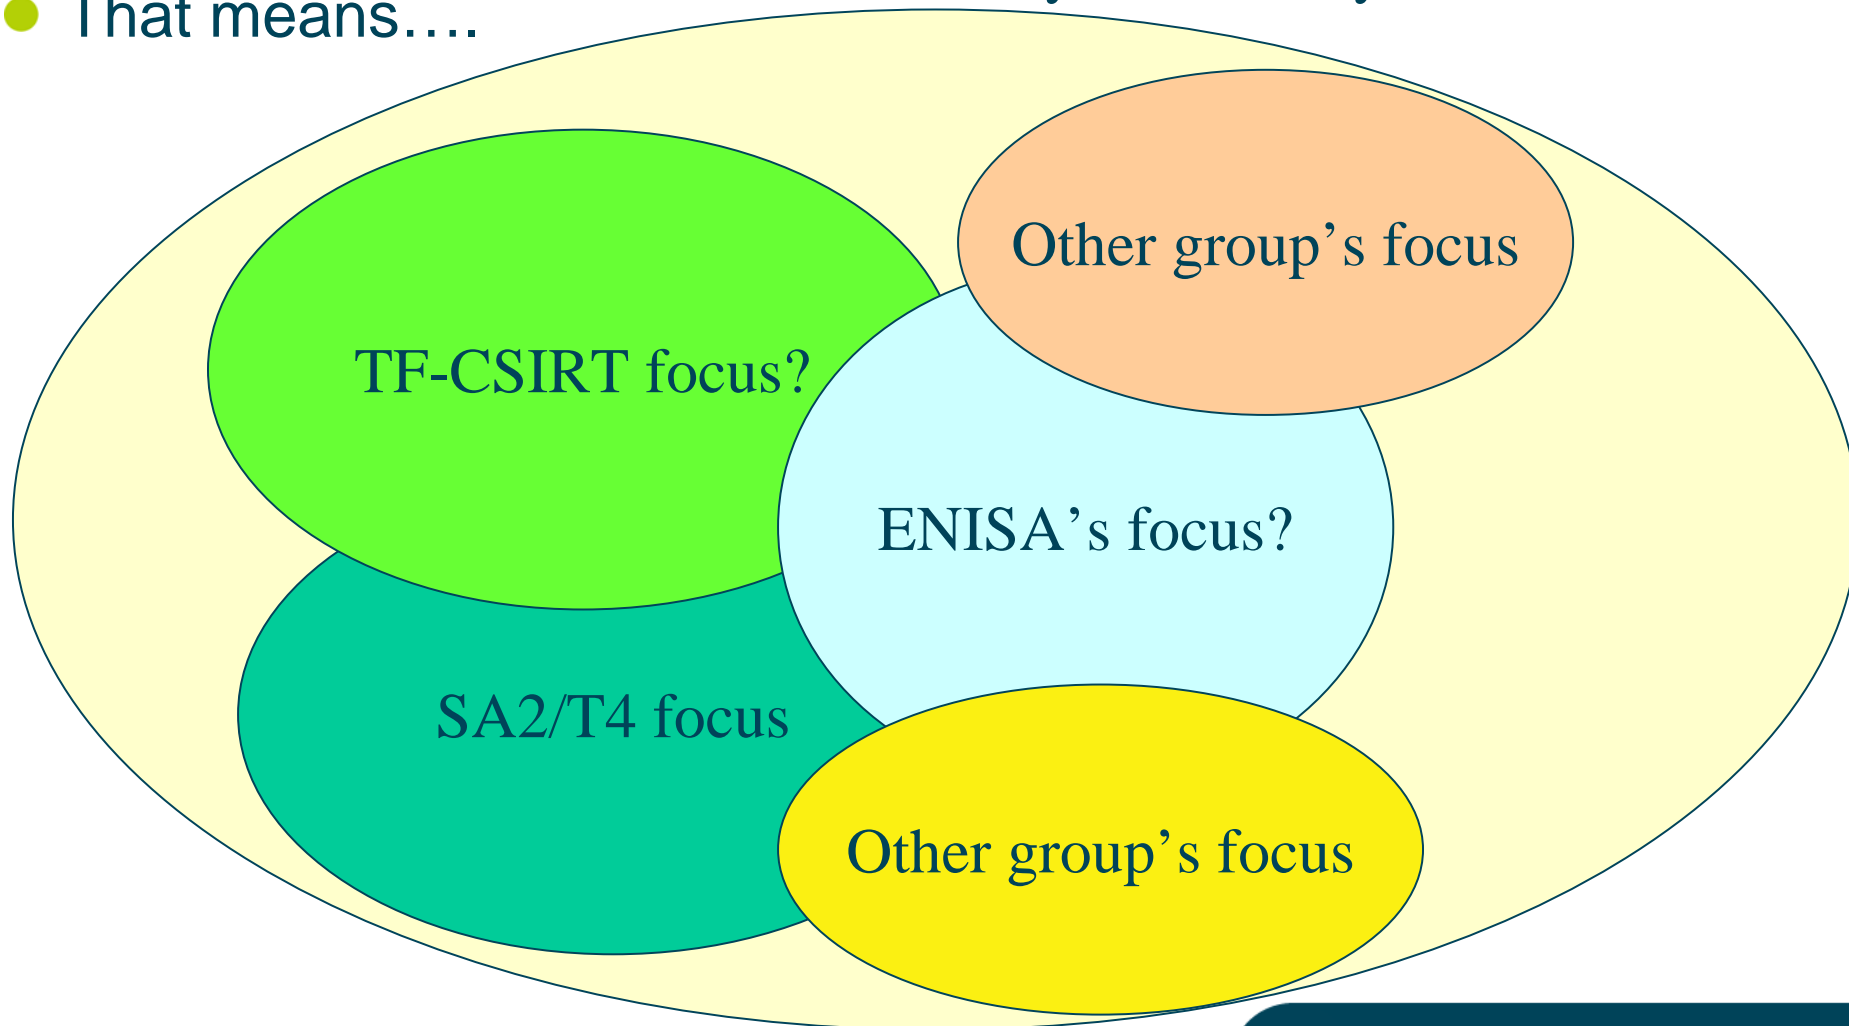 That means….
Other group’s focus
TF-CSIRT focus?
ENISA’s focus?
SA2/T4 focus
Other group’s focus